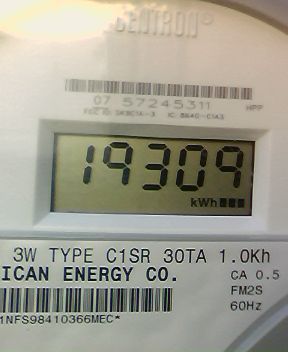 CENTRON®
07 57245311
HPP
19309
kWh
3W TYPE C1SR 30TA 1.0Kh
ICAN ENERGY CO.
CA 0.5
FM2S
60Hz
1NFS98410366MEC*